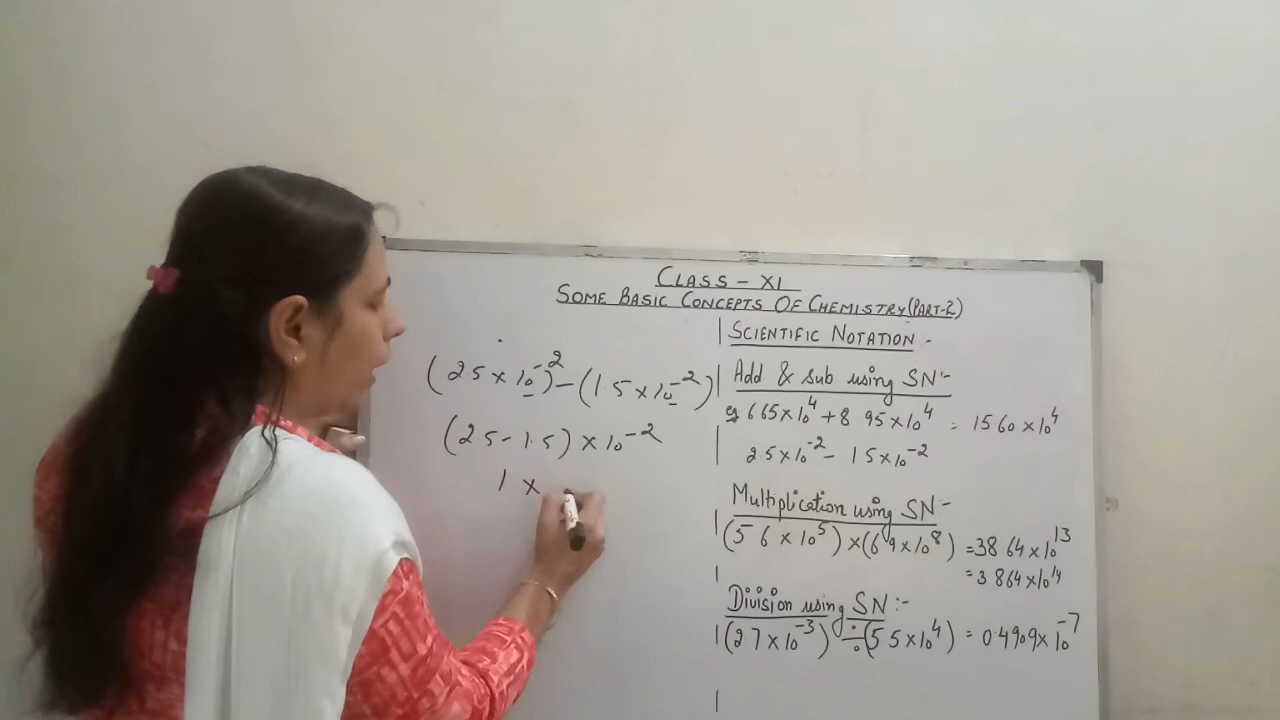 CLASS - XI
SOME BASIC CONCEPTS OF CHEMISTRY (PART-2)
(2.5 × 10⁻²) - (1.5 × 10⁻²)
(2.5 - 1.5) × 10⁻²
1 ×
SCIENTIFIC NOTATION -
Add & sub using SN:-
eg 6.65 × 10⁴ + 8.95 × 10⁴ = 15.60 × 10⁴
2.5 × 10⁻² - 1.5 × 10⁻²
Multiplication using SN -
(5.6 × 10⁵) × (6.9 × 10⁸) = 38.64 × 10¹³
= 3.864 × 10¹⁴
Division using SN:-
(2.7 × 10⁻³) ÷ (5.5 × 10⁴) = 0.4909 × 10⁻⁷